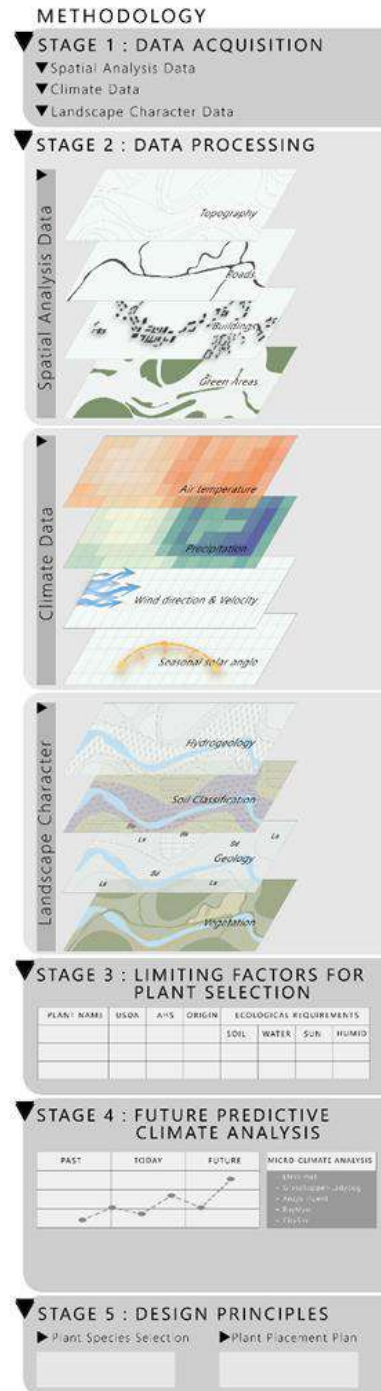 METHODOLOGY
STAGE 1 : DATA ACQUISITION
Spatial Analysis Data
Climate Data
Landscape Character Data
STAGE 2 : DATA PROCESSING
Spatial Analysis Data
Topography
Roads
Buildings
Green Areas
Climate Data
Air temperature
Precipitation
Wind direction & Velocity
Seasonal solar angle
Landscape Character
Hydrogeology
Soil Classification
Geology
Vegetation
STAGE 3 : LIMITING FACTORS FOR
PLANT SELECTION
PLANT NAME USDA AHS ORIGIN ECOLOGICAL REQUIREMENTS
SOIL WATER SUN HUMID
STAGE 4 : FUTURE PREDICTIVE
CLIMATE ANALYSIS
PAST TODAY FUTURE
MICRO-CLIMATE ANALYSIS
STAGE 5 : DESIGN PRINCIPLES
Plant Species Selection Plant Placement Plan